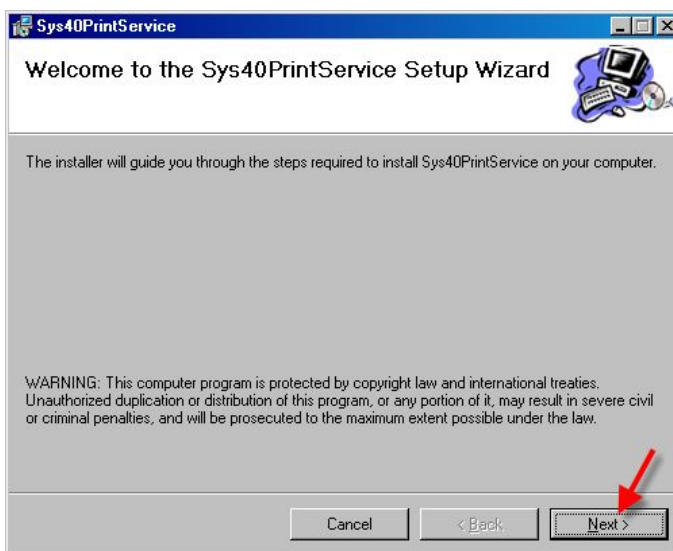 Sys40PrintService
Welcome to the Sys40PrintService Setup Wizard
The installer will guide you through the steps required to install Sys40PrintService on your computer.
WARNING: This computer program is protected by copyright law and international treaties.
Unauthorized duplication or distribution of this program, or any portion of it, may result in severe civil
or criminal penalties, and will be prosecuted to the maximum extent possible under the law.
Cancel
< Back
Next >